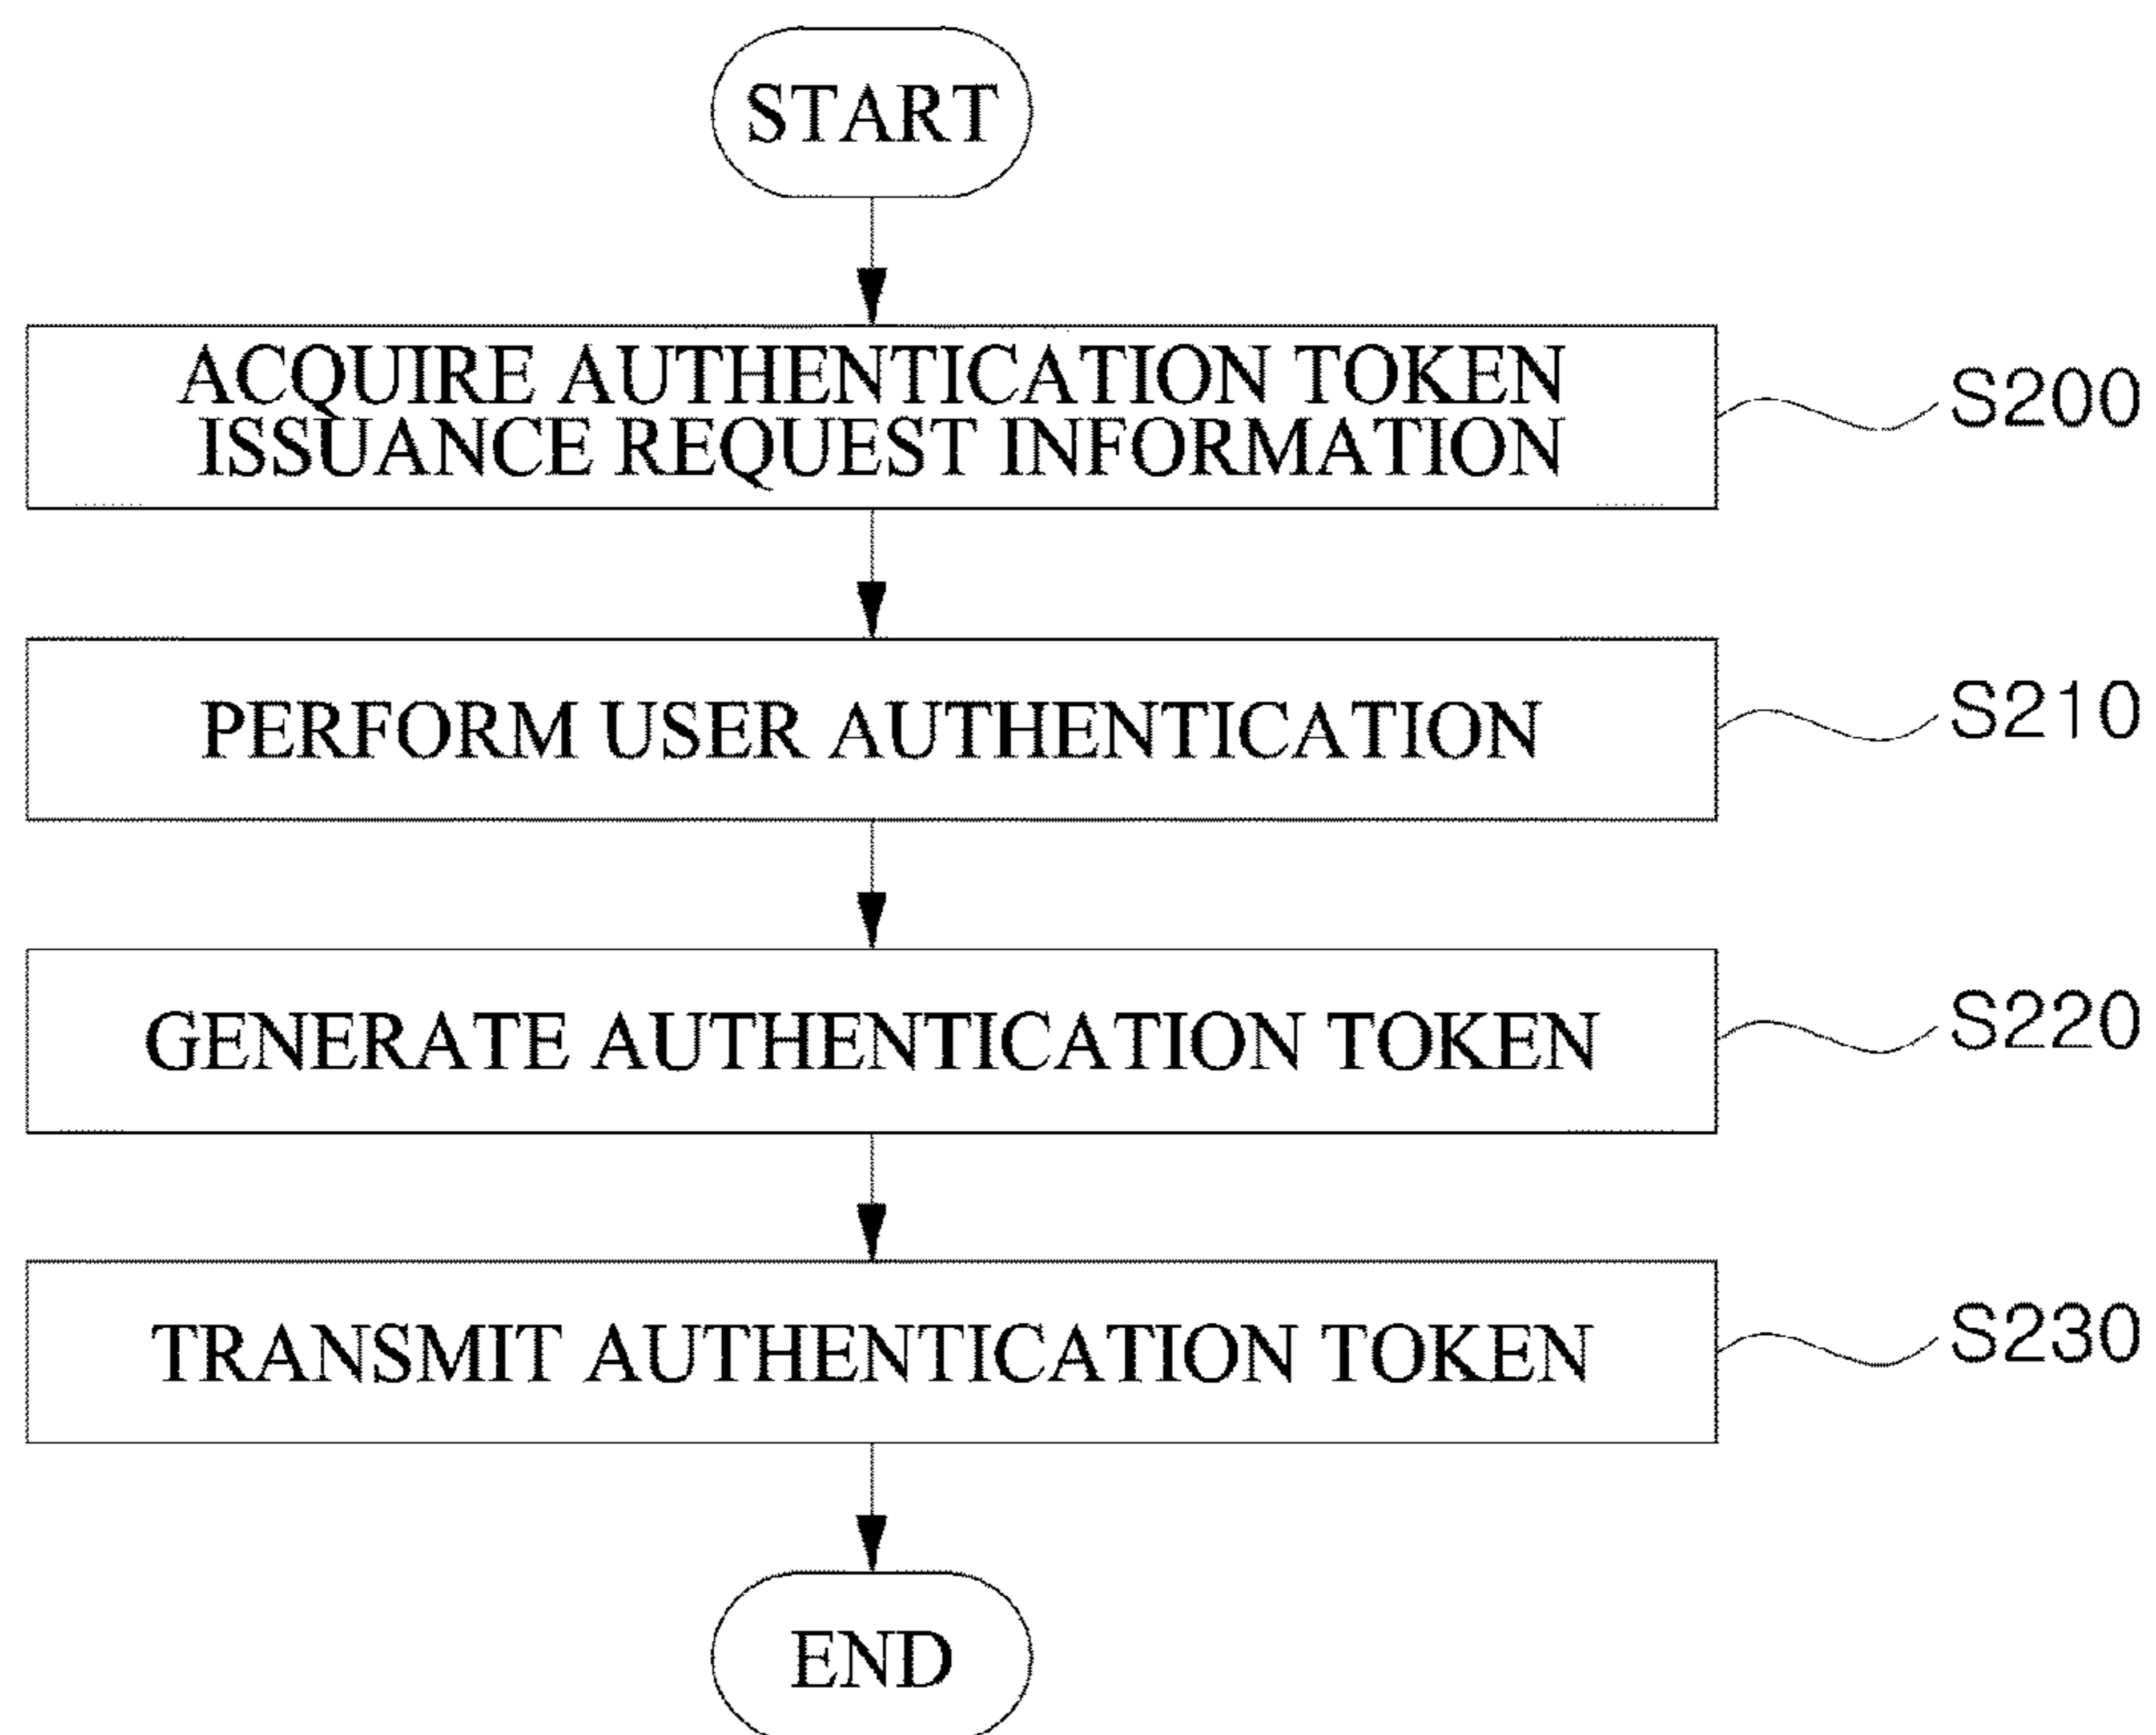 START
ACQUIRE AUTHENTICATION TOKEN
ISSUANCE REQUEST INFORMATION
S200
PERFORM USER AUTHENTICATION
S210
GENERATE AUTHENTICATION TOKEN
S220
TRANSMIT AUTHENTICATION TOKEN
S230
END